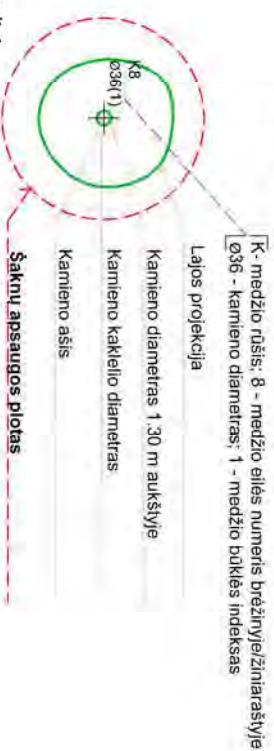 K- medžio rūšis; 8 - medžio eilės numeris brėžinyje/žiniaraštyje
ø36 - kamieno diametras; 1 - medžio būklės indeksas
K8
ø36(1)
Lajos projekcija
Kamieno diametras 1,30 m aukštyje
Kamieno kaklelio diametras
Kamieno ašis
Šaknų apsaugos plotas